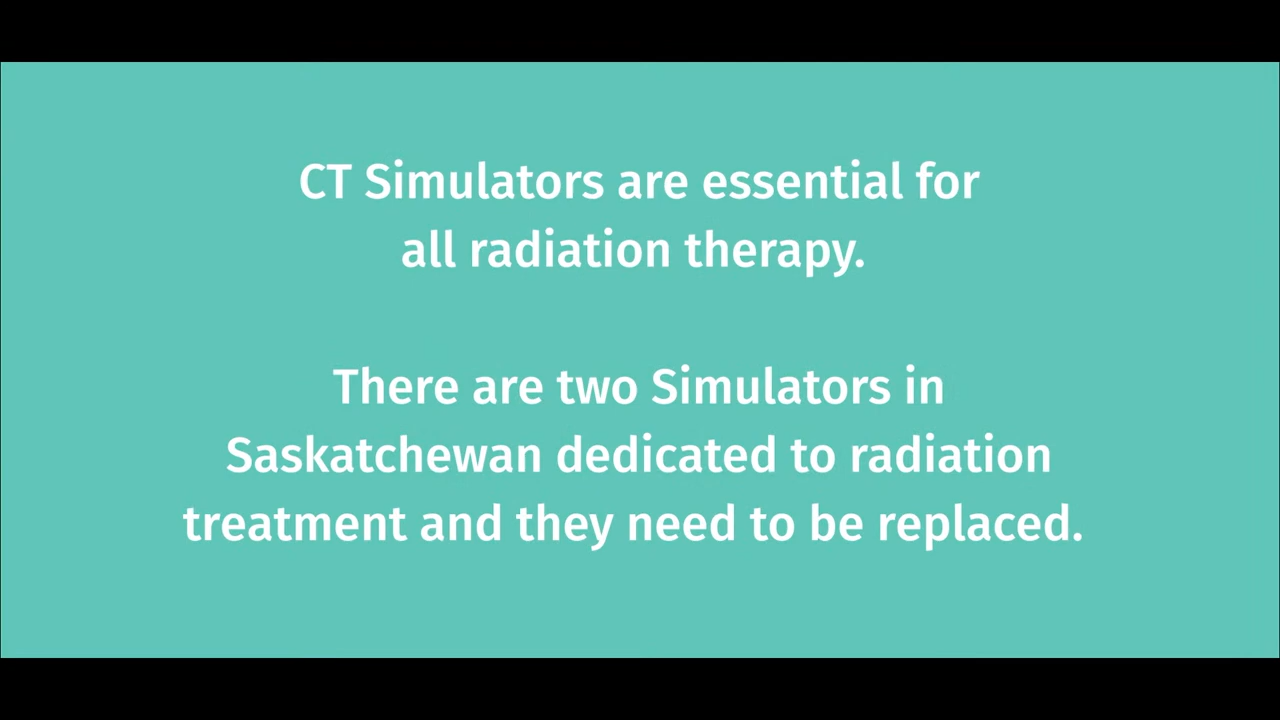 CT Simulators are essential for
all radiation therapy.
There are two Simulators in
Saskatchewan dedicated to radiation
treatment and they need to be replaced.